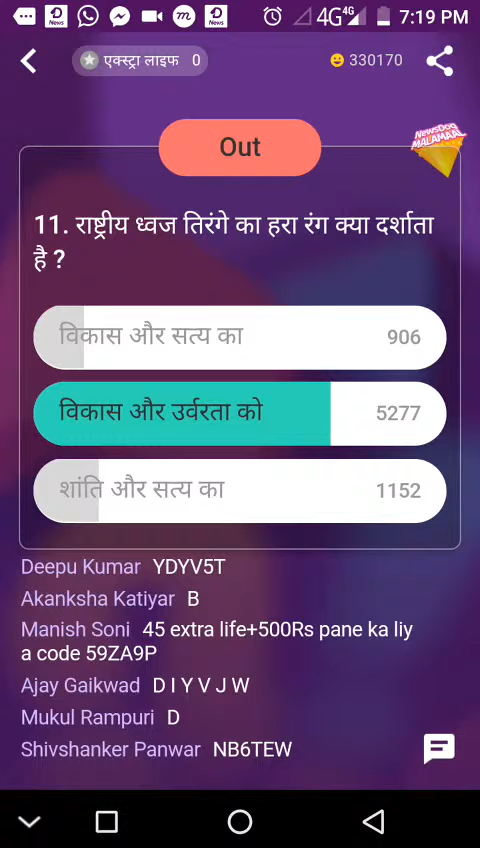 4G 4G 7:19 PM
एक्स्ट्रा लाइफ 0
330170
NewsDog
MALAMAAL
Out
11. राष्ट्रीय ध्वज तिरंगे का हरा रंग क्या दर्शाता
है ?
विकास और सत्य का 906
विकास और उर्वरता को 5277
शांति और सत्य का 1152
Deepu Kumar YDYV5T
Akanksha Katiyar B
Manish Soni 45 extra life+500Rs pane ka liy
a code 59ZA9P
Ajay Gaikwad D I Y V J W
Mukul Rampuri D
Shivshanker Panwar NB6TEW